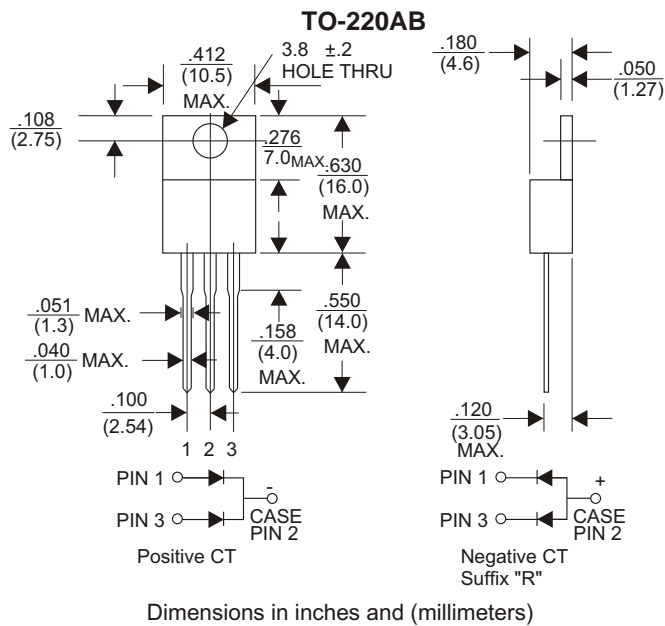 TO-220AB
.412
(10.5)
MAX.
3.8 ±.2
HOLE THRU
.108
(2.75)
.276
7.0MAX.
.630
(16.0)
MAX.
.051
(1.3) MAX.
.040
(1.0) MAX.
.158
(4.0)
MAX.
.550
(14.0)
MAX.
.100
(2.54)
1 2 3
PIN 1
-
PIN 3
CASE
PIN 2
Positive CT
.180
(4.6)
.050
(1.27)
.120
(3.05)
MAX.
PIN 1
+
PIN 3
CASE
PIN 2
Negative CT
Suffix "R"
Dimensions in inches and (millimeters)